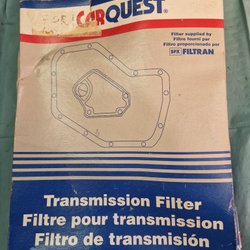 CARQUEST®
Filter supplied by
Filtre fourni par
Filtro proporcionado por
SPX FILTRAN
Transmission Filter
Filtre pour transmission
Filtro de transmisión